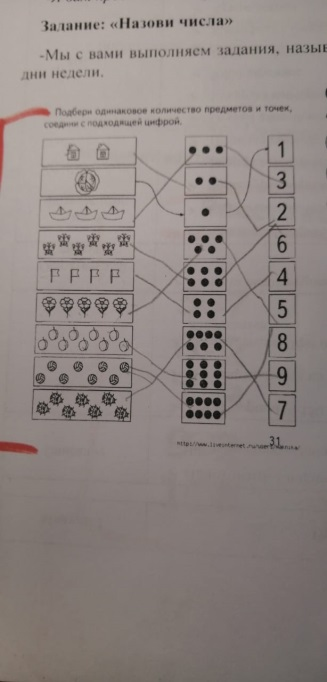 Задание: «Назови числа»
-Мы с вами выполняем задания,
дни недели.
Подбери одинаковое количество предметов и точек,
соедини с подходящей цифрой.
1
3
2
6
4
5
8
9
7
31